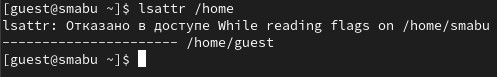 [guest@smabu ~]$ lsattr /home
lsattr: Отказано в доступе While reading flags on /home/smabu
---------------------- /home/guest
[guest@smabu ~]$